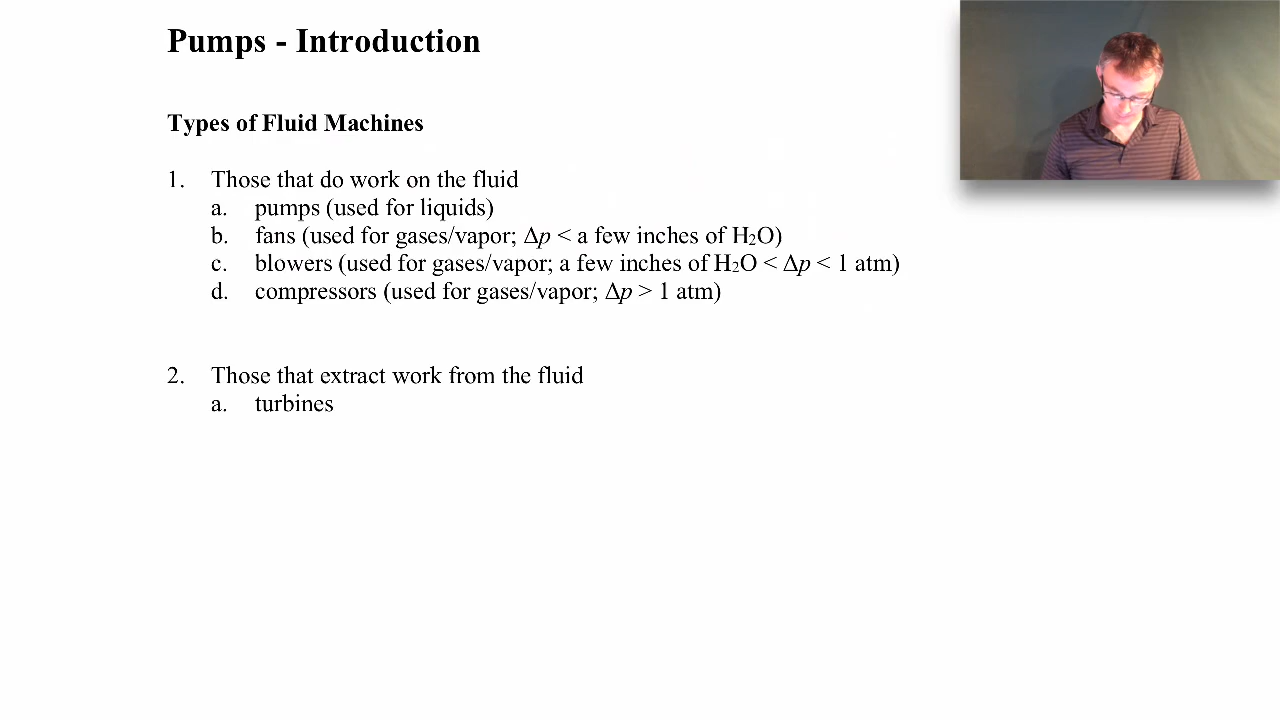 Pumps - Introduction
Types of Fluid Machines
1. Those that do work on the fluid
a. pumps (used for liquids)
b. fans (used for gases/vapor; Δp < a few inches of H₂O)
c. blowers (used for gases/vapor; a few inches of H₂O < Δp < 1 atm)
d. compressors (used for gases/vapor; Δp > 1 atm)
2. Those that extract work from the fluid
a. turbines